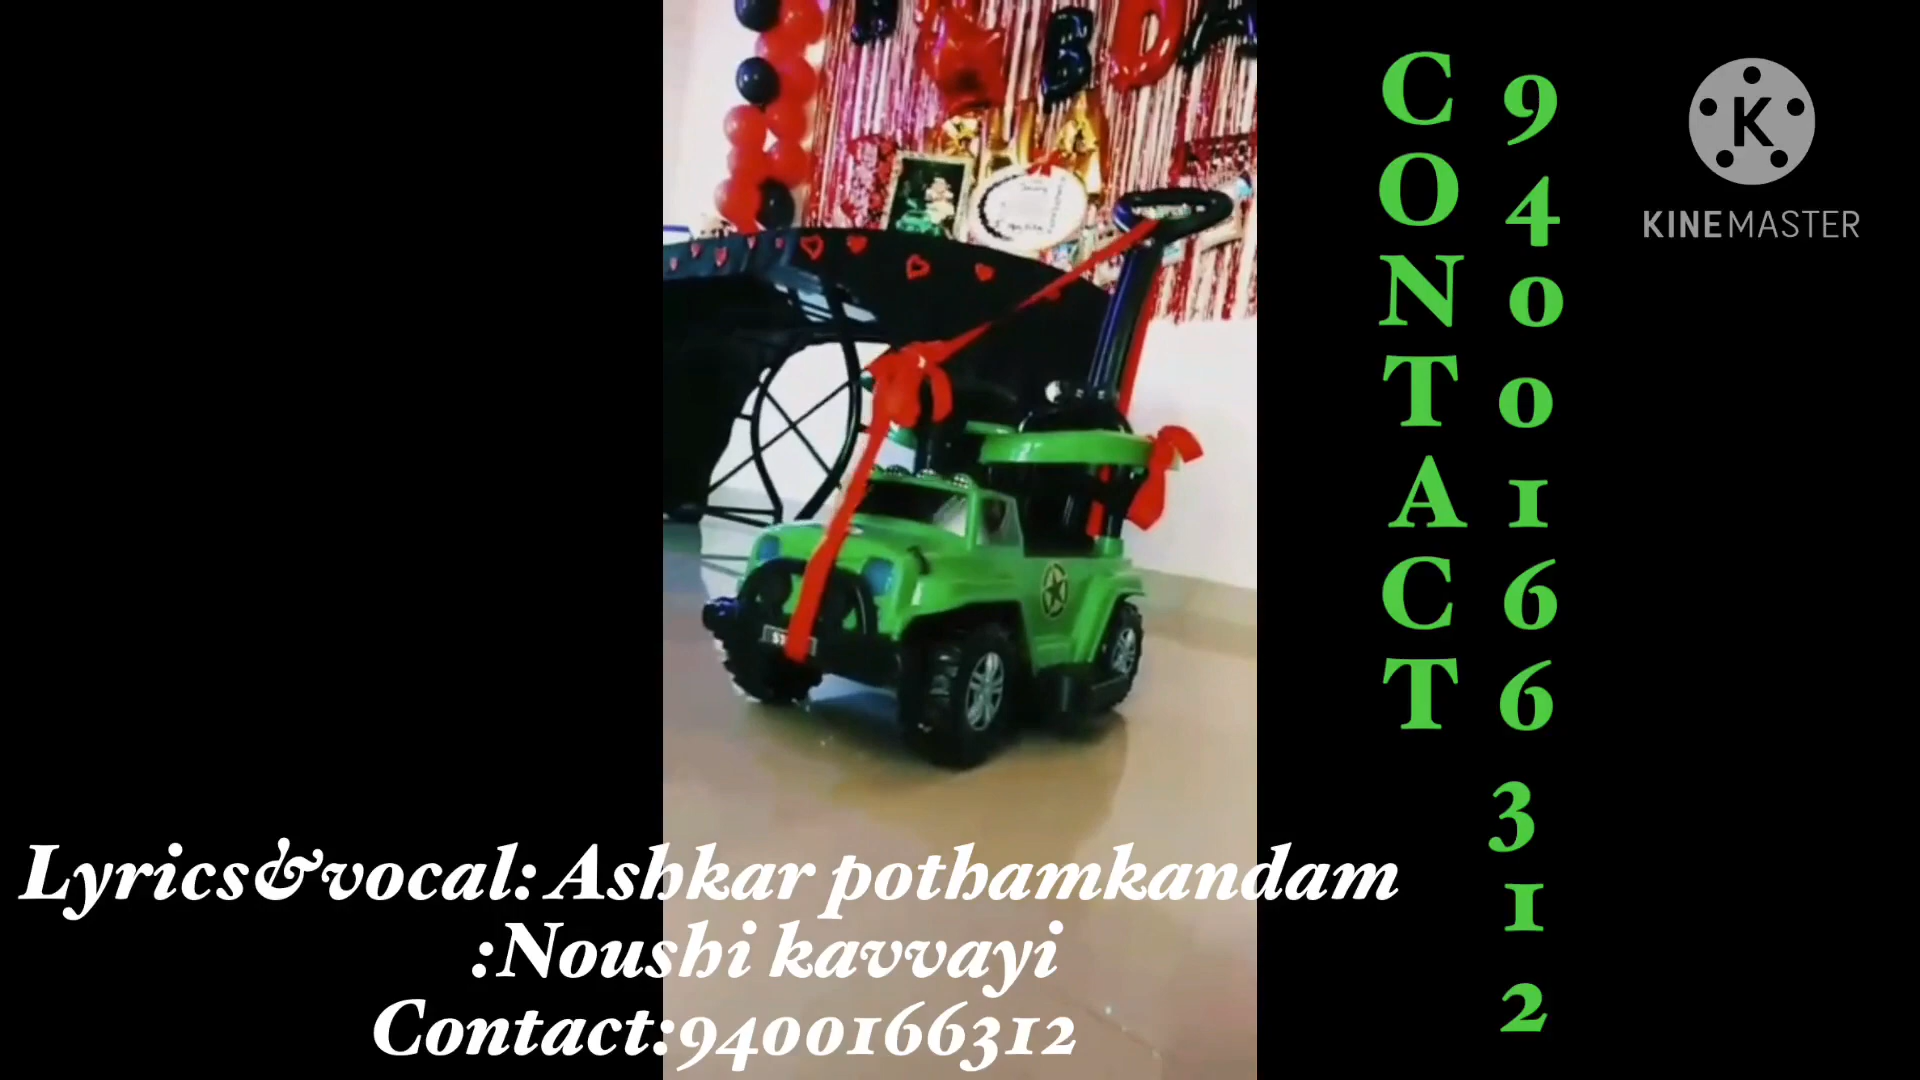 CONTACT
9400166312
KINEMASTER
Lyrics&vocal: Ashkar pothamkandam
:Noushi kavvayi
Contact:9400166312